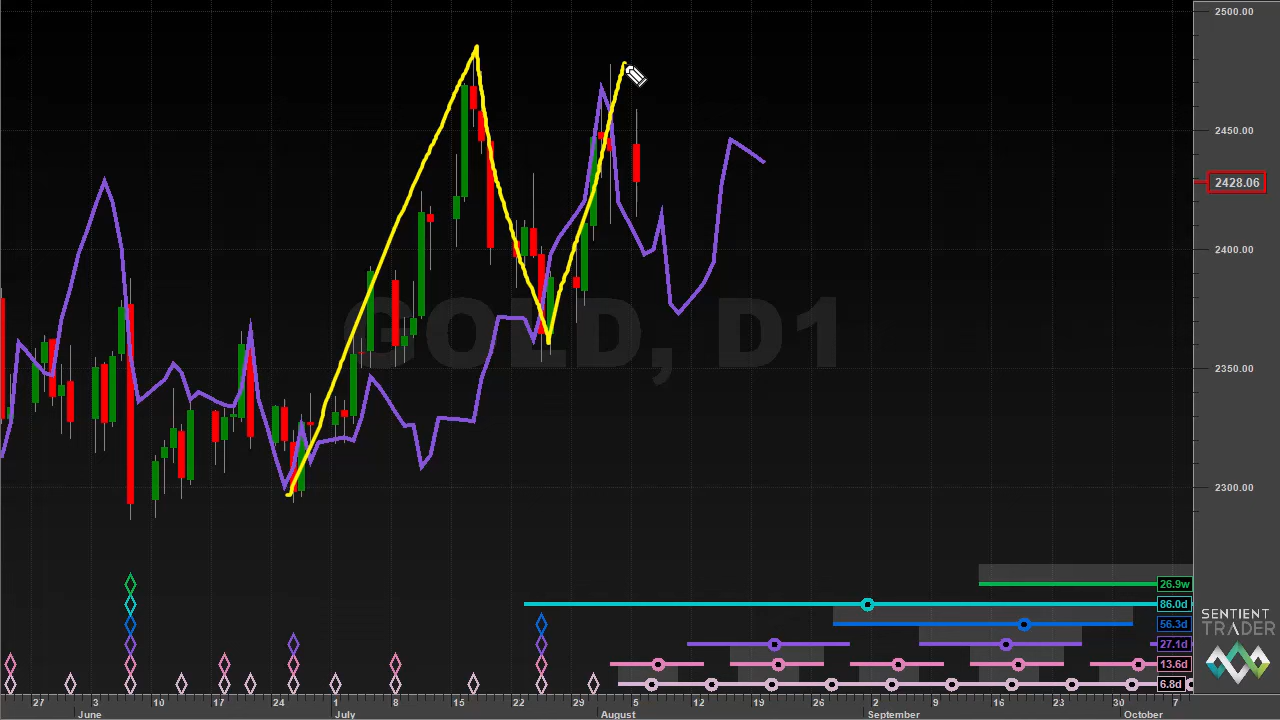 2500.00
2450.00
2428.06
2400.00
GOLD, D1
2350.00
2300.00
26.9w
86.0d
56.3d
27.1d
13.6d
6.8d
SENTIENT
TRADER
27 3 10 17 24 1 8 15 22 29 5 12 19 26 2 9 16 23 30 7
June July August September October